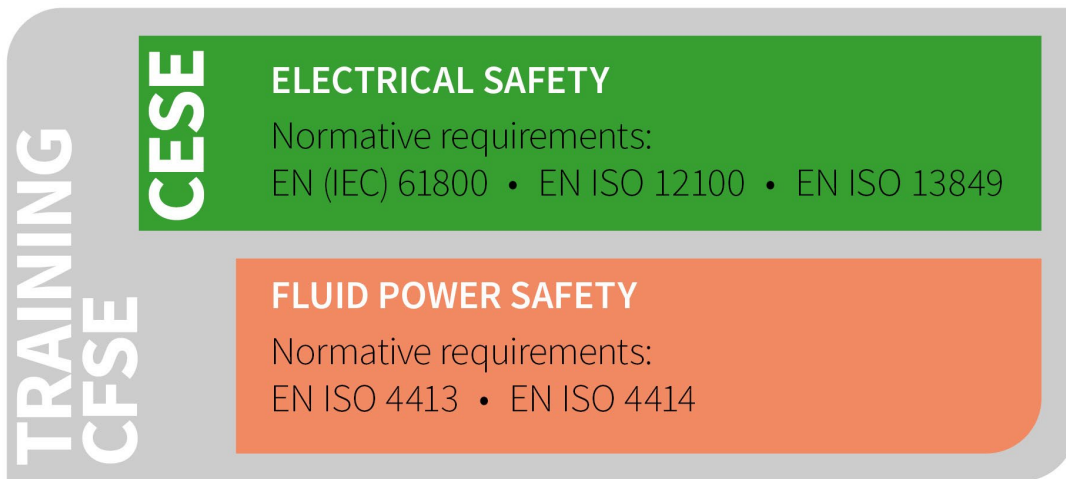 TRAINING
CFSE
CESE
ELECTRICAL SAFETY
Normative requirements:
EN (IEC) 61800 • EN ISO 12100 • EN ISO 13849
FLUID POWER SAFETY
Normative requirements:
EN ISO 4413 • EN ISO 4414